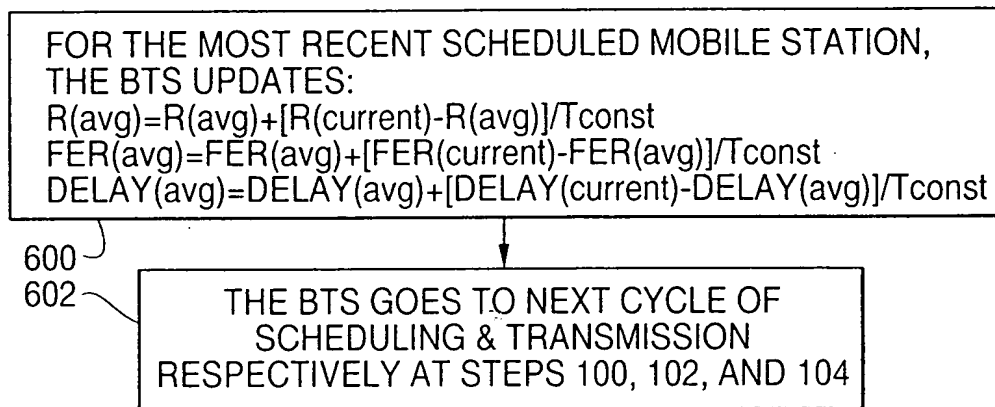 FOR THE MOST RECENT SCHEDULED MOBILE STATION,
THE BTS UPDATES:
R(avg)=R(avg)+[R(current)-R(avg)]/Tconst
FER(avg)=FER(avg)+[FER(current)-FER(avg)]/Tconst
DELAY(avg)=DELAY(avg)+[DELAY(current)-DELAY(avg)]/Tconst
600
602
THE BTS GOES TO NEXT CYCLE OF
SCHEDULING & TRANSMISSION
RESPECTIVELY AT STEPS 100, 102, AND 104